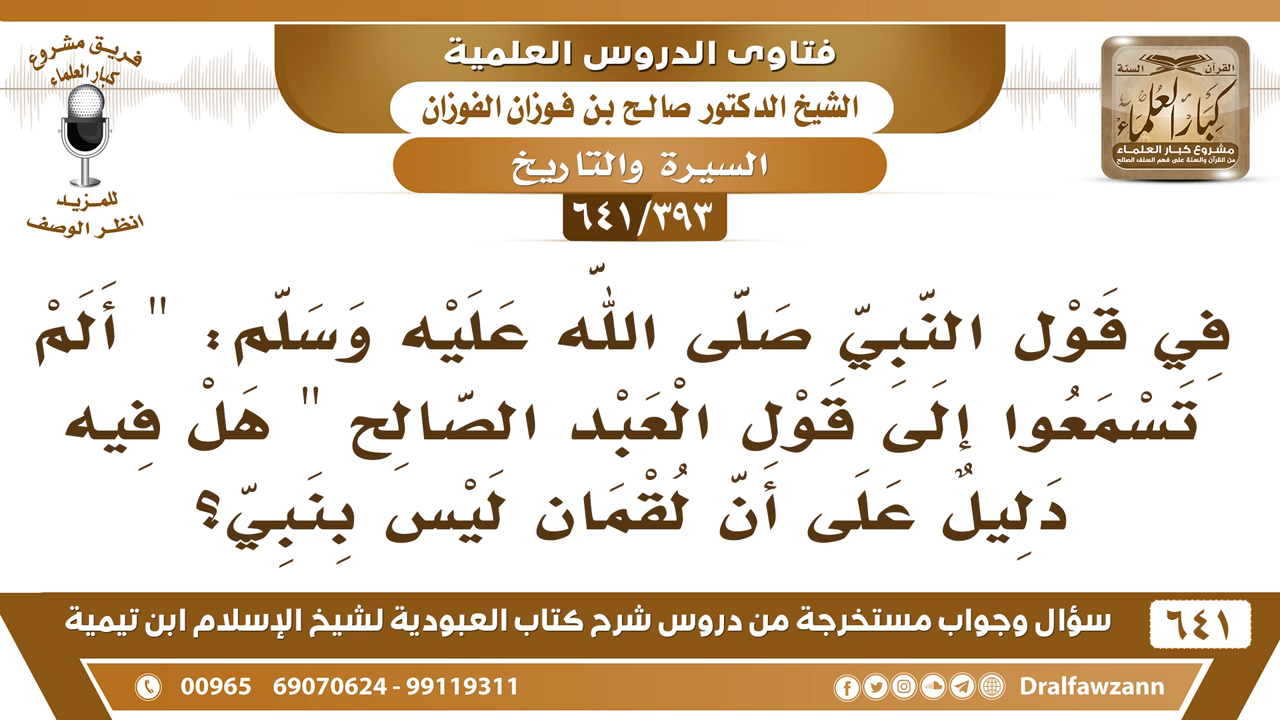 فتاوى الدروس العلمية
الشيخ الدكتور صالح بن فوزان الفوزان
السيرة والتاريخ
٦٤١/٣٩٣
فريق مشروع
كبار العلماء
للمزيد
انظر الوصف
القرآن السنة
كبار العلماء
مشروع كبار العلماء
من القرآن والسنة على فهم السلف الصالح
فِي قَوْل النّبِيّ صَلّى اللّه عَلَيْه وَسَلّم: " أَلَمْ
تَسْمَعُوا إِلَىَ قَوْل الْعَبْد الصّالِح " هَلْ فِيه
دَلِيلٌ عَلَى أَنّ لُقْمَان لَيْس بِنَبِيّ؟
٦٤١ سؤال وجواب مستخرجة من دروس شرح كتاب العبودية لشيخ الإسلام ابن تيمية
00965 69070624 - 99119311
Dralfawzann